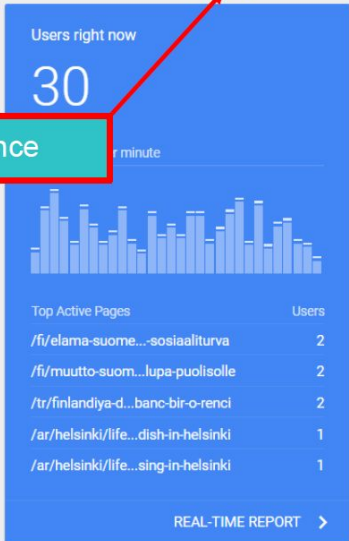 Users right now
30
nce
r minute
Top Active Pages Users
/fi/elama-suome...-sosiaaliturva 2
/fi/muutto-suom...lupa-puolisolle 2
/tr/finlandiya-d...banc-bir-o-renci 2
/ar/helsinki/life...dish-in-helsinki 1
/ar/helsinki/life...sing-in-helsinki 1
REAL-TIME REPORT >